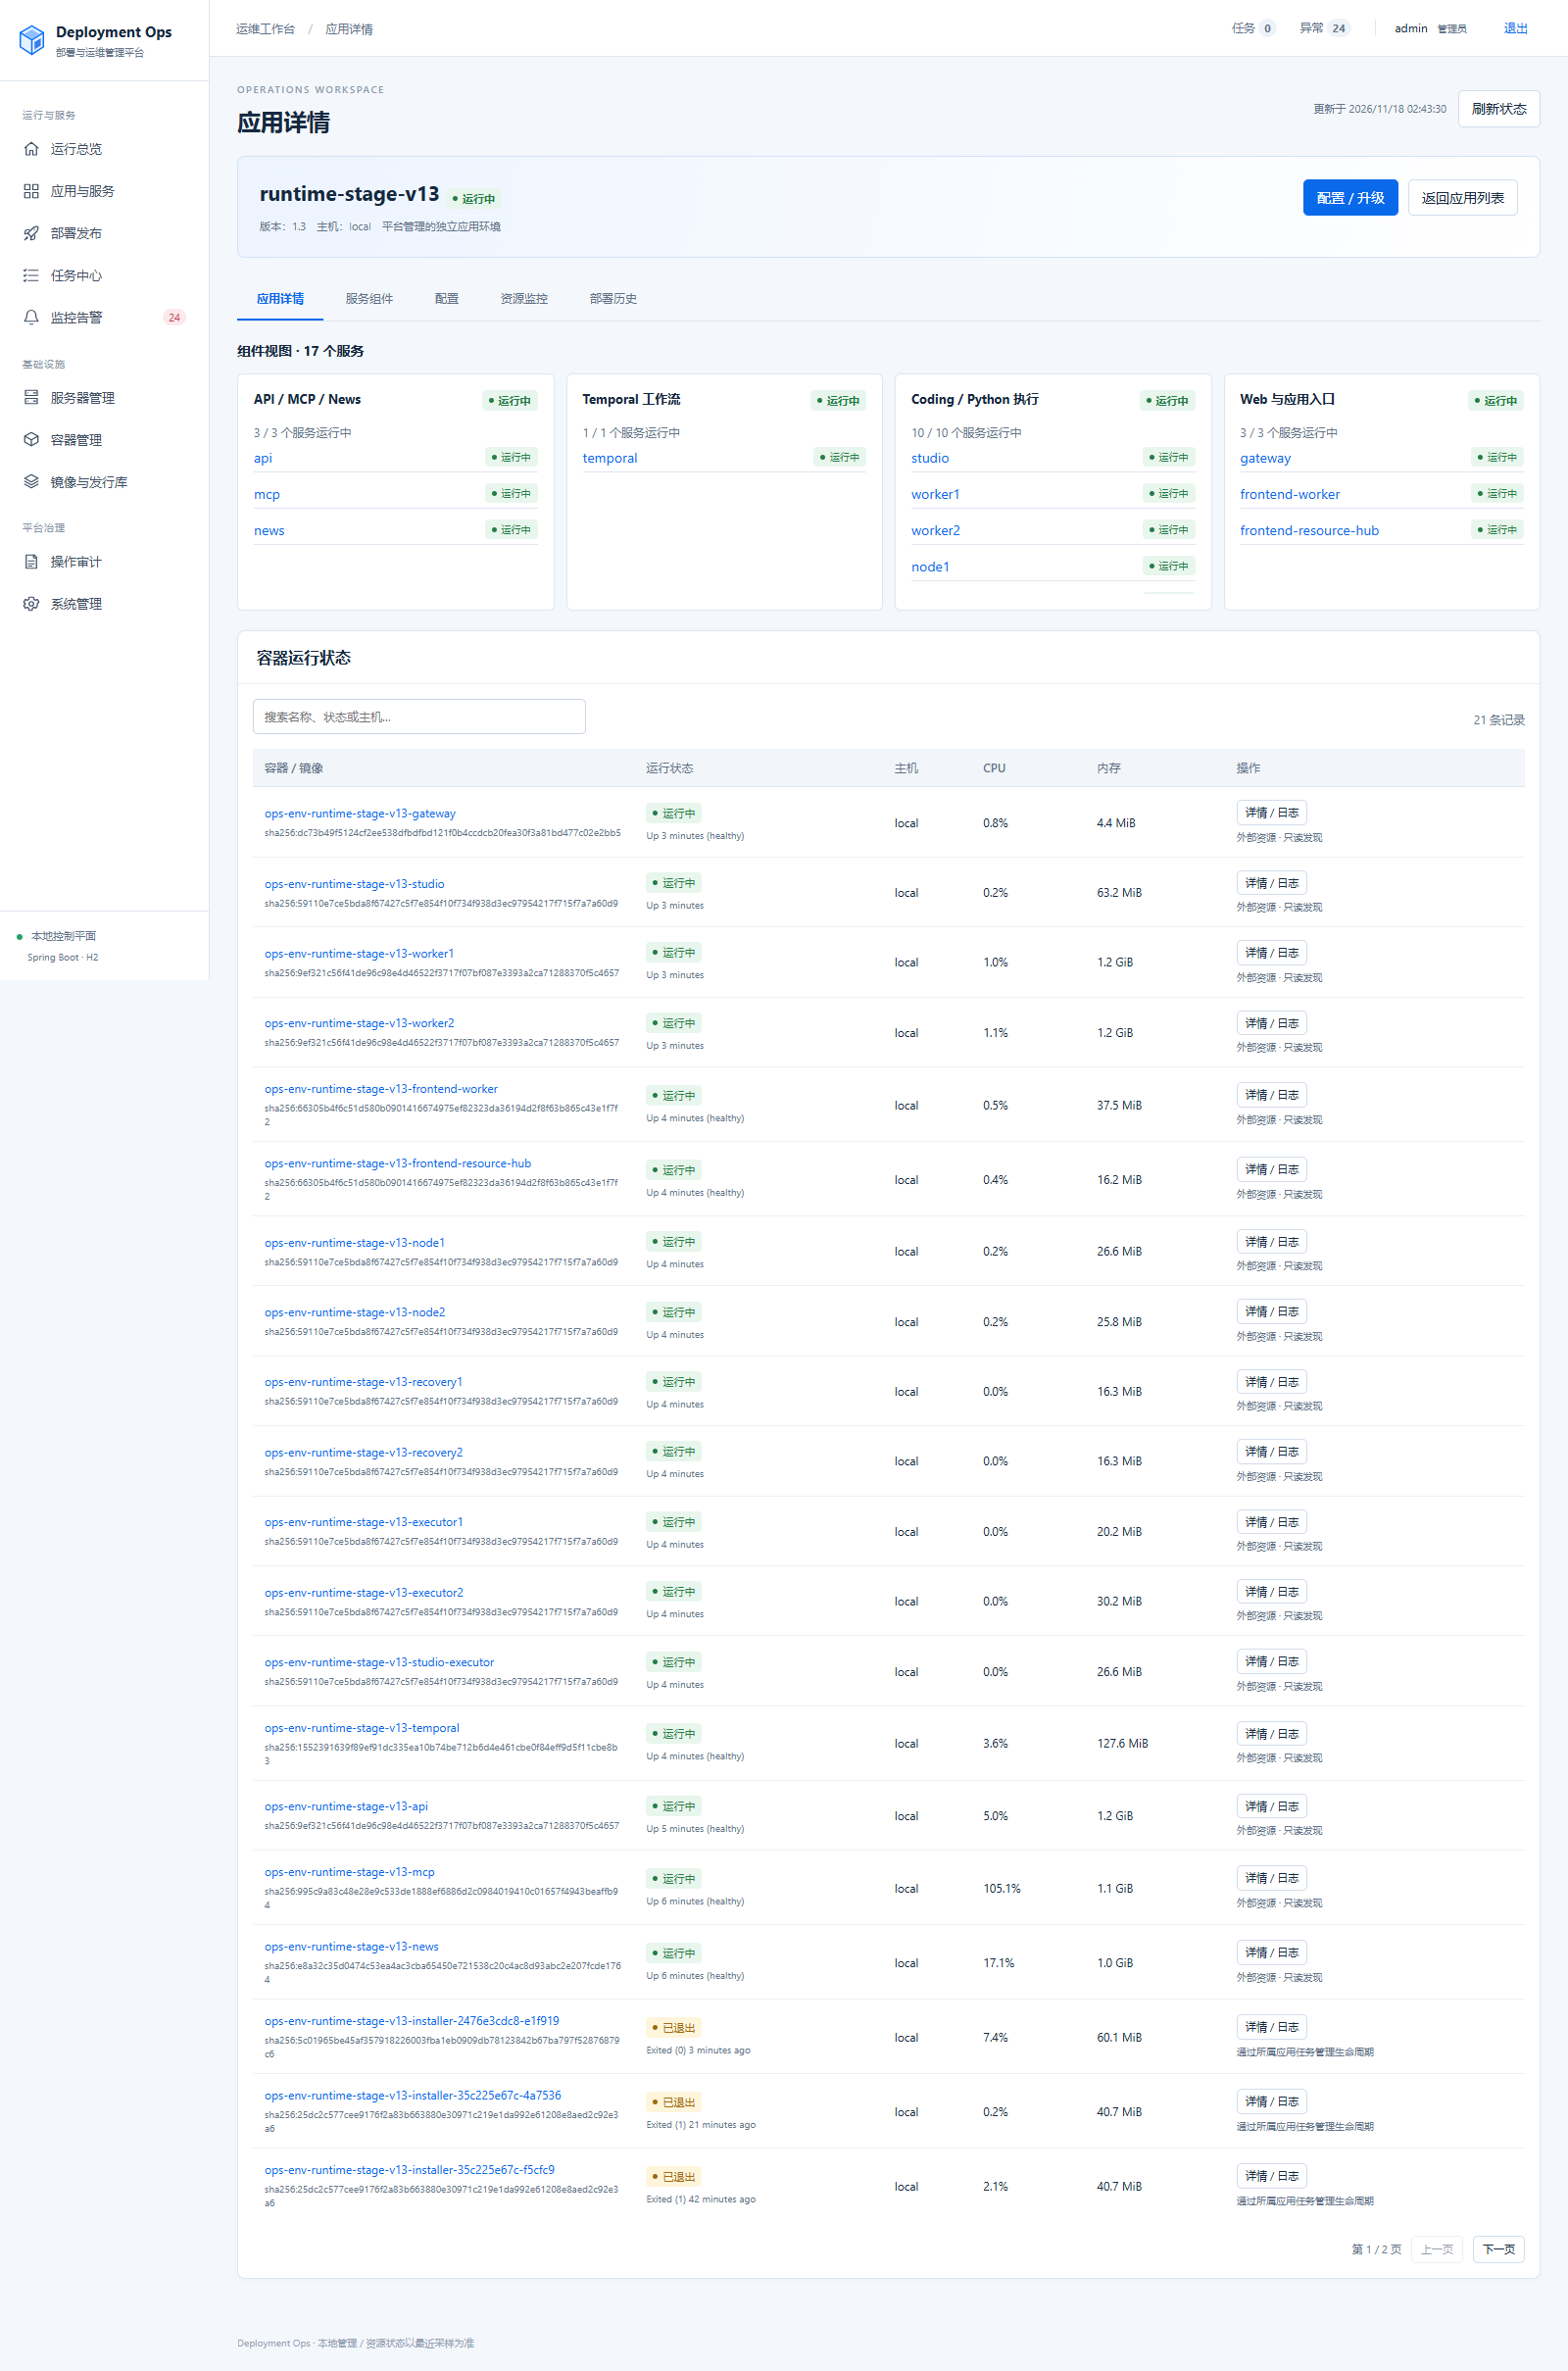 Deployment Ops
部署与运维管理平台
运行与服务
运行总览
应用与服务
部署发布
任务中心
监控告警 24
基础设施
服务器管理
容器管理
镜像与发行库
平台治理
操作审计
系统管理
本地控制平面
Spring Boot · H2
运维工作台 / 应用详情
任务 0 异常 24 admin 管理员 退出
OPERATIONS WORKSPACE
应用详情
更新于 2026/11/18 02:43:30 刷新状态
runtime-stage-v13 运行中
版本：1.3 主机：local 平台管理的独立应用环境
配置 / 升级 返回应用列表
应用详情 服务组件 配置 资源监控 部署历史
组件视图 · 17 个服务
API / MCP / News 运行中
3 / 3 个服务运行中
api 运行中
mcp 运行中
news 运行中
Temporal 工作流 运行中
1 / 1 个服务运行中
temporal 运行中
Coding / Python 执行 运行中
10 / 10 个服务运行中
studio 运行中
worker1 运行中
worker2 运行中
node1 运行中
Web 与应用入口 运行中
3 / 3 个服务运行中
gateway 运行中
frontend-worker 运行中
frontend-resource-hub 运行中
容器运行状态
搜索名称、状态或主机...
21 条记录
容器 / 镜像 运行状态 主机 CPU 内存 操作
ops-env-runtime-stage-v13-gateway 运行中 local 0.8% 4.4 MiB 详情 / 日志
sha256:dc73b49f5124cf2ee538dfbdfbd121f0b4ccdcb20fea30f3a81bd477c02e2bb5 Up 3 minutes (healthy) 外部资源 · 只读发现
ops-env-runtime-stage-v13-studio 运行中 local 0.2% 63.2 MiB 详情 / 日志
sha256:59110e7ce5bda8f67427c5f7e854f10f734f938d3ec97954217f715f7a7a60d9 Up 3 minutes 外部资源 · 只读发现
ops-env-runtime-stage-v13-worker1 运行中 local 1.0% 1.2 GiB 详情 / 日志
sha256:9ef321c56f41de96c98e4d46522f3717f07bf087e3393a2ca71288370f5c4657 Up 3 minutes 外部资源 · 只读发现
ops-env-runtime-stage-v13-worker2 运行中 local 1.1% 1.2 GiB 详情 / 日志
sha256:9ef321c56f41de96c98e4d46522f3717f07bf087e3393a2ca71288370f5c4657 Up 3 minutes 外部资源 · 只读发现
ops-env-runtime-stage-v13-frontend-worker 运行中 local 0.5% 37.5 MiB 详情 / 日志
sha256:66305b4f6c51d580b0901416674975ef82323da36194d2f8f63b865c43e1f7f Up 4 minutes (healthy) 外部资源 · 只读发现
2
ops-env-runtime-stage-v13-frontend-resource-hub 运行中 local 0.4% 16.2 MiB 详情 / 日志
sha256:66305b4f6c51d580b0901416674975ef82323da36194d2f8f63b865c43e1f7f Up 4 minutes (healthy) 外部资源 · 只读发现
2
ops-env-runtime-stage-v13-node1 运行中 local 0.2% 26.6 MiB 详情 / 日志
sha256:59110e7ce5bda8f67427c5f7e854f10f734f938d3ec97954217f715f7a7a60d9 Up 4 minutes 外部资源 · 只读发现
ops-env-runtime-stage-v13-node2 运行中 local 0.2% 25.8 MiB 详情 / 日志
sha256:59110e7ce5bda8f67427c5f7e854f10f734f938d3ec97954217f715f7a7a60d9 Up 4 minutes 外部资源 · 只读发现
ops-env-runtime-stage-v13-recovery1 运行中 local 0.0% 16.3 MiB 详情 / 日志
sha256:59110e7ce5bda8f67427c5f7e854f10f734f938d3ec97954217f715f7a7a60d9 Up 4 minutes 外部资源 · 只读发现
ops-env-runtime-stage-v13-recovery2 运行中 local 0.0% 16.3 MiB 详情 / 日志
sha256:59110e7ce5bda8f67427c5f7e854f10f734f938d3ec97954217f715f7a7a60d9 Up 4 minutes 外部资源 · 只读发现
ops-env-runtime-stage-v13-executor1 运行中 local 0.0% 20.2 MiB 详情 / 日志
sha256:59110e7ce5bda8f67427c5f7e854f10f734f938d3ec97954217f715f7a7a60d9 Up 4 minutes 外部资源 · 只读发现
ops-env-runtime-stage-v13-executor2 运行中 local 0.0% 30.2 MiB 详情 / 日志
sha256:59110e7ce5bda8f67427c5f7e854f10f734f938d3ec97954217f715f7a7a60d9 Up 4 minutes 外部资源 · 只读发现
ops-env-runtime-stage-v13-studio-executor 运行中 local 0.0% 26.6 MiB 详情 / 日志
sha256:59110e7ce5bda8f67427c5f7e854f10f734f938d3ec97954217f715f7a7a60d9 Up 4 minutes 外部资源 · 只读发现
ops-env-runtime-stage-v13-temporal 运行中 local 3.6% 127.6 MiB 详情 / 日志
sha256:1552391639f89ef91dc335ea10b74be712b6d4e461cbe0f84eff9d5f11cbe8b Up 4 minutes (healthy) 外部资源 · 只读发现
3
ops-env-runtime-stage-v13-api 运行中 local 5.0% 1.2 GiB 详情 / 日志
sha256:9ef321c56f41de96c98e4d46522f3717f07bf087e3393a2ca71288370f5c4657 Up 5 minutes (healthy) 外部资源 · 只读发现
ops-env-runtime-stage-v13-mcp 运行中 local 105.1% 1.1 GiB 详情 / 日志
sha256:995c9a83c48e28e9c533de1888ef6886d2c0984019410c01657f4943beaffb9 Up 6 minutes (healthy) 外部资源 · 只读发现
4
ops-env-runtime-stage-v13-news 运行中 local 17.1% 1.0 GiB 详情 / 日志
sha256:e8a32c35d0474c53ea4ac3cba65450e721538c20c4ac8d93abc2e207fcde176 Up 6 minutes (healthy) 外部资源 · 只读发现
4
ops-env-runtime-stage-v13-installer-2476e3cdc8-e1f919 已退出 local 7.4% 60.1 MiB 详情 / 日志
sha256:5c01965be45af357918226003fba1eb0909db78123842b67ba797f52876879 Exited (0) 3 minutes ago 通过所属应用任务管理生命周期
c6
ops-env-runtime-stage-v13-installer-35c225e67c-4a7536 已退出 local 0.2% 40.7 MiB 详情 / 日志
sha256:25dc2c577cee9176f2a83b663880e30971c219e1da992e61208e8aed2c92e3 Exited (1) 21 minutes ago 通过所属应用任务管理生命周期
a6
ops-env-runtime-stage-v13-installer-35c225e67c-f5cfc9 已退出 local 2.1% 40.7 MiB 详情 / 日志
sha256:25dc2c577cee9176f2a83b663880e30971c219e1da992e61208e8aed2c92e3 Exited (1) 42 minutes ago 通过所属应用任务管理生命周期
a6
第 1 / 2 页 上一页 下一页
Deployment Ops · 本地管理 / 资源状态以最近采样为准